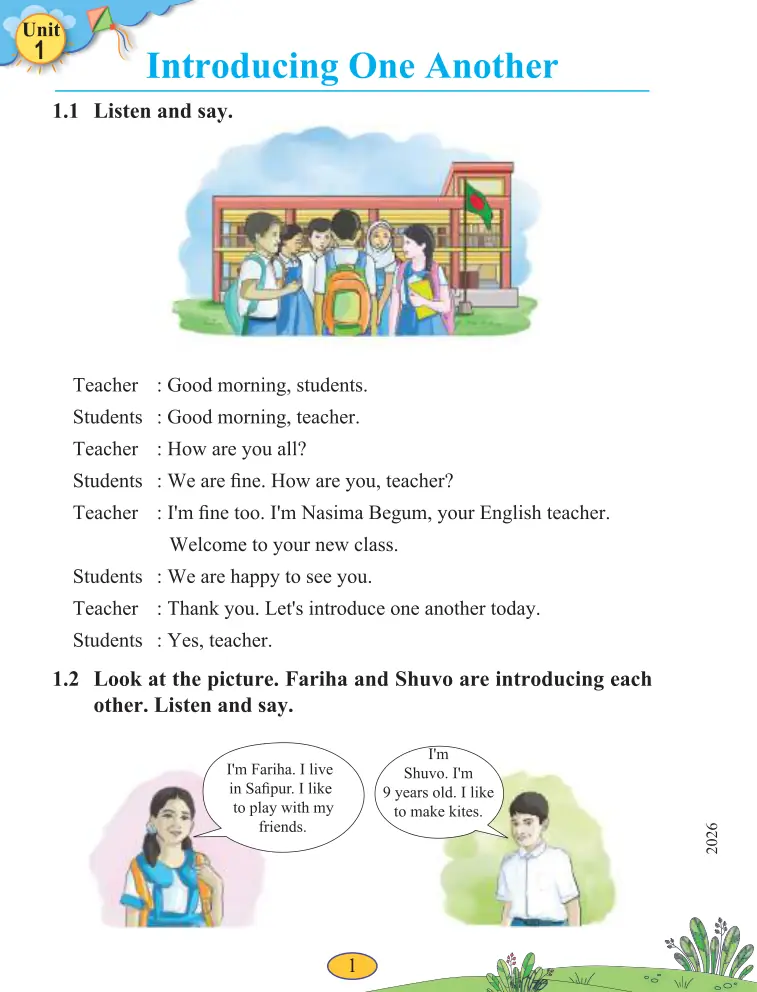 Unit
1
Introducing One Another
1.1 Listen and say.
Teacher : Good morning, students.
Students : Good morning, teacher.
Teacher : How are you all?
Students : We are fine. How are you, teacher?
Teacher : I'm fine too. I'm Nasima Begum, your English teacher.
Welcome to your new class.
Students : We are happy to see you.
Teacher : Thank you. Let's introduce one another today.
Students : Yes, teacher.
1.2 Look at the picture. Fariha and Shuvo are introducing each
other. Listen and say.
I'm Fariha. I live
in Safipur. I like
to play with my
friends.
I'm
Shuvo. I'm
9 years old. I like
to make kites.
2026
1